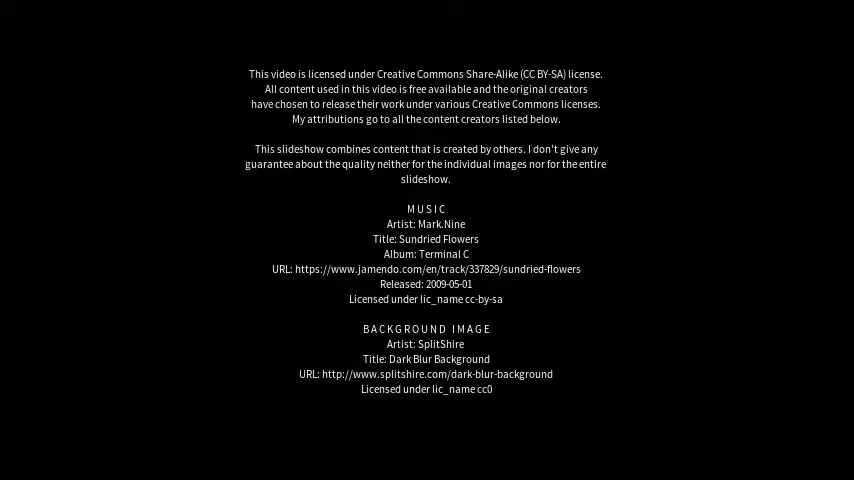 This video is licensed under Creative Commons Share-Alike (CC BY-SA) license.
All content used in this video is free available and the original creators
have chosen to release their work under various Creative Commons licenses.
My attributions go to all the content creators listed below.
This slideshow combines content that is created by others. I don't give any
guarantee about the quality neither for the individual images nor for the entire
slideshow.
MUSIC
Artist: Mark.Nine
Title: Sundried Flowers
Album: Terminal C
URL: https://www.jamendo.com/en/track/337829/sundried-flowers
Released: 2009-05-01
Licensed under lic_name cc-by-sa
BACKGROUND IMAGE
Artist: SplitShire
Title: Dark Blur Background
URL: http://www.splitshire.com/dark-blur-background
Licensed under lic_name cc0